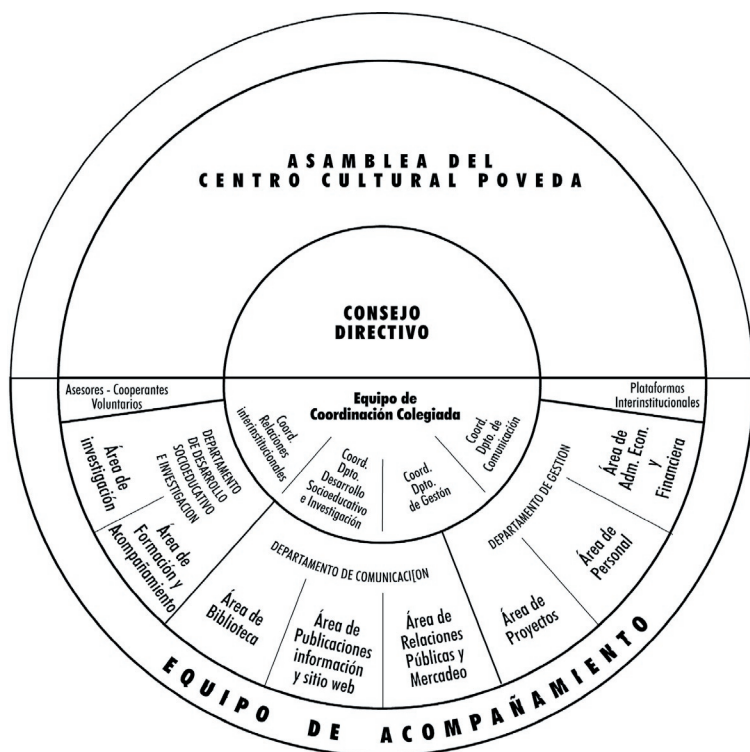 ASAMBLEA DEL
CENTRO CULTURAL POVEDA
CONSEJO
DIRECTIVO
Asesores - Cooperantes
Voluntarios
Equipo de
Coordinación Colegiada
Plataformas
Interinstitucionales
Coord.
Relaciones
interinstitucionales
Coord.
Dpto.
Desarrollo
Socioeducativo
e Investigación
Coord.
Dpto.
de Gestión
Coord.
Dpto. de
Comunicación
DEPARTAMENTO
DE DESARROLLO
SOCIOEDUCATIVO
E INVESTIGACION
Área de
investigación
Área de
Formación y
Acompañamiento
DEPARTAMENTO DE COMUNICACI[ON
Área de
Biblioteca
Área de
Publicaciones
información
y sitio web
Área de
Relaciones
Públicas y
Mercadeo
DEPARTAMENTO DE GESTION
Área de
Proyectos
Área de
Personal
Área de
Adm. Econ.
y
Financiera
EQUIPO DE ACOMPAÑAMIENTO